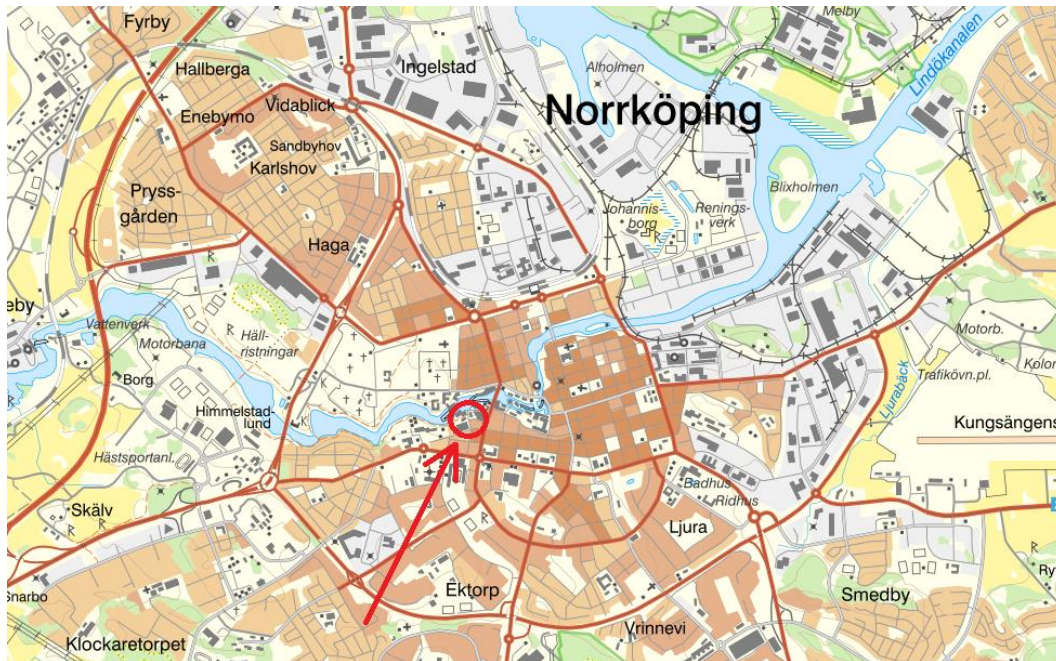 Fyrby
Melby
Hallberga
Ingelstad
Alholmen
Lindökanalen
Vidablick
Norrköping
Enebymo
Sandbyhov
Karlshov
Pryss-
gården
Blixholmen
Johannis-
borg
Renings-
verk
Haga
eby
Vattenverk
Motorbana
Häll-
ristningar
Motorb.
Borg
Trafikövn.pl.
Kolon
Ljurabäck
Himmelstad-
lund
Kungsängens
Hästsportanl.
Badhus
Ridhus
Skälv
Ljura
Ektorp
Smedby
Ry
Snarbo
Vrinnevi
Klockaretorpet